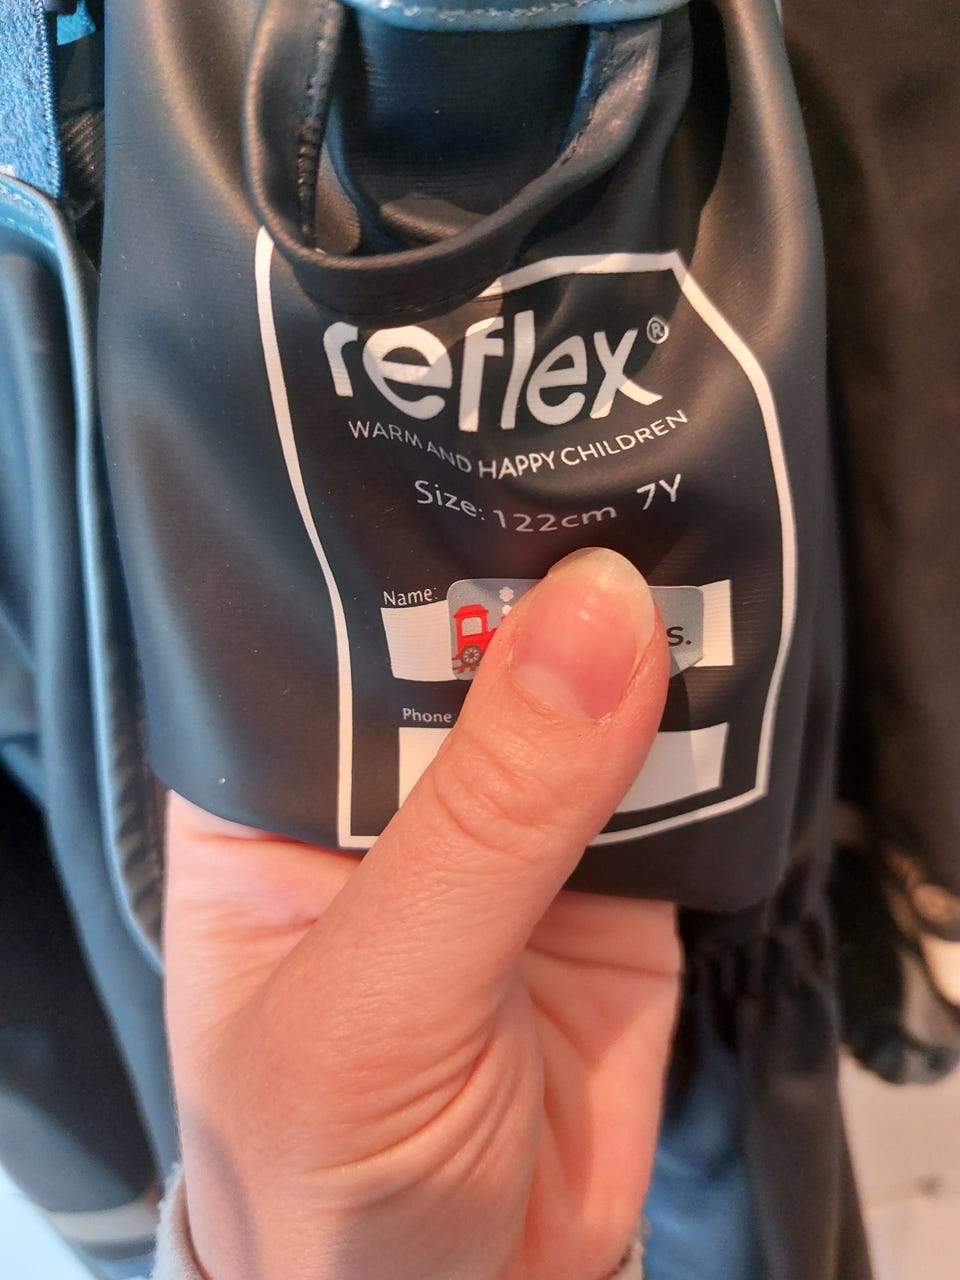 reflex®
WARM AND HAPPY CHILDREN
Size: 122cm 7Y
Name:
s.
Phone